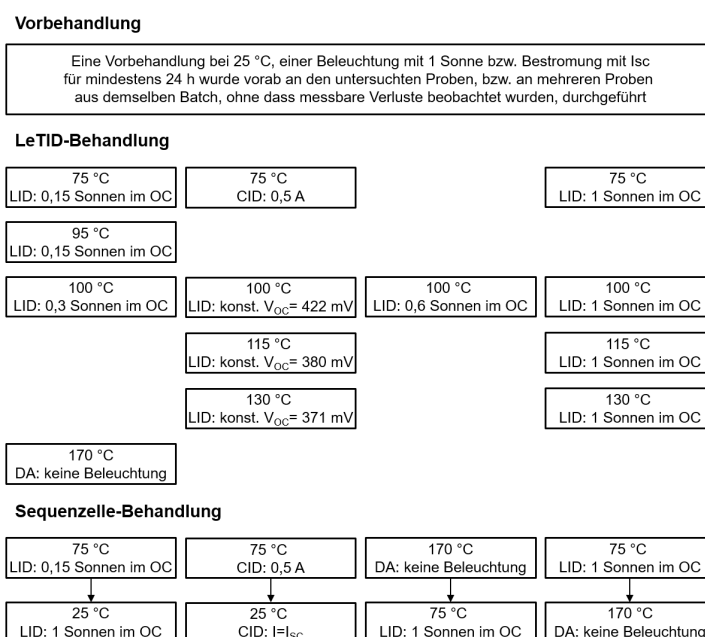 Vorbehandlung
Eine Vorbehandlung bei 25 °C, einer Beleuchtung mit 1 Sonne bzw. Bestromung mit Isc
für mindestens 24 h wurde vorab an den untersuchten Proben, bzw. an mehreren Proben
aus demselben Batch, ohne dass messbare Verluste beobachtet wurden, durchgeführt
LeTID-Behandlung
75 °C
LID: 0,15 Sonnen im OC
75 °C
CID: 0,5 A
75 °C
LID: 1 Sonnen im OC
95 °C
LID: 0,15 Sonnen im OC
100 °C
LID: 0,3 Sonnen im OC
100 °C
LID: konst. VOC= 422 mV
100 °C
LID: 0,6 Sonnen im OC
100 °C
LID: 1 Sonnen im OC
115 °C
LID: konst. VOC= 380 mV
115 °C
LID: 1 Sonnen im OC
130 °C
LID: konst. VOC= 371 mV
130 °C
LID: 1 Sonnen im OC
170 °C
DA: keine Beleuchtung
Sequenzelle-Behandlung
75 °C
LID: 0,15 Sonnen im OC
75 °C
CID: 0,5 A
170 °C
DA: keine Beleuchtung
75 °C
LID: 1 Sonnen im OC
25 °C
LID: 1 Sonnen im OC
25 °C
CID: I=ISC
75 °C
LID: 1 Sonnen im OC
170 °C
DA: keine Beleuchtung